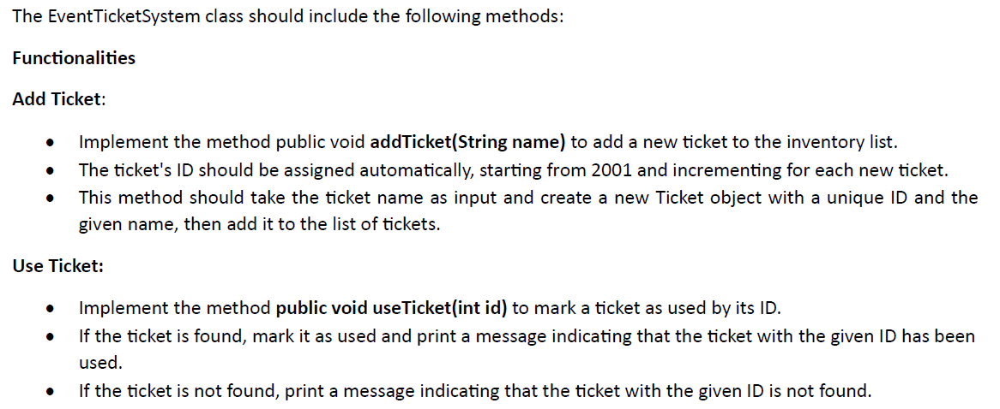 The EventTicketSystem class should include the following methods:
Functionalities
Add Ticket:
• Implement the method public void addTicket(String name) to add a new ticket to the inventory list.
• The ticket's ID should be assigned automatically, starting from 2001 and incrementing for each new ticket.
• This method should take the ticket name as input and create a new Ticket object with a unique ID and the
given name, then add it to the list of tickets.
Use Ticket:
• Implement the method public void useTicket(int id) to mark a ticket as used by its ID.
• If the ticket is found, mark it as used and print a message indicating that the ticket with the given ID has been
used.
• If the ticket is not found, print a message indicating that the ticket with the given ID is not found.